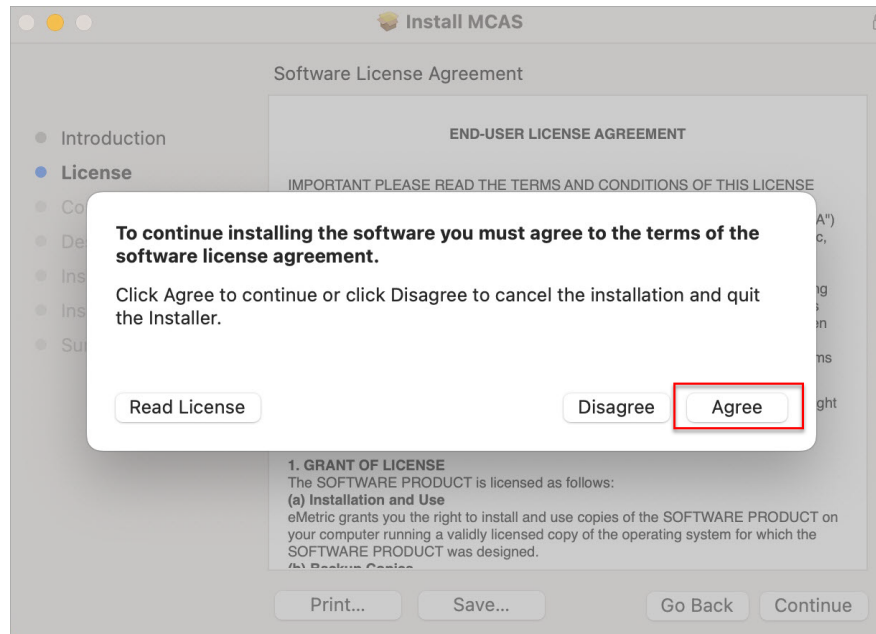 Install MCAS
Software License Agreement
Introduction
License
END-USER LICENSE AGREEMENT
IMPORTANT PLEASE READ THE TERMS AND CONDITIONS OF THIS LICENSE
To continue installing the software you must agree to the terms of the
software license agreement.
Click Agree to continue or click Disagree to cancel the installation and quit
the Installer.
Read License
Disagree
Agree
1. GRANT OF LICENSE
The SOFTWARE PRODUCT is licensed as follows:
(a) Installation and Use
eMetric grants you the right to install and use copies of the SOFTWARE PRODUCT on
your computer running a validly licensed copy of the operating system for which the
SOFTWARE PRODUCT was designed.
(b) Backup Copies
Print...
Save...
Go Back
Continue